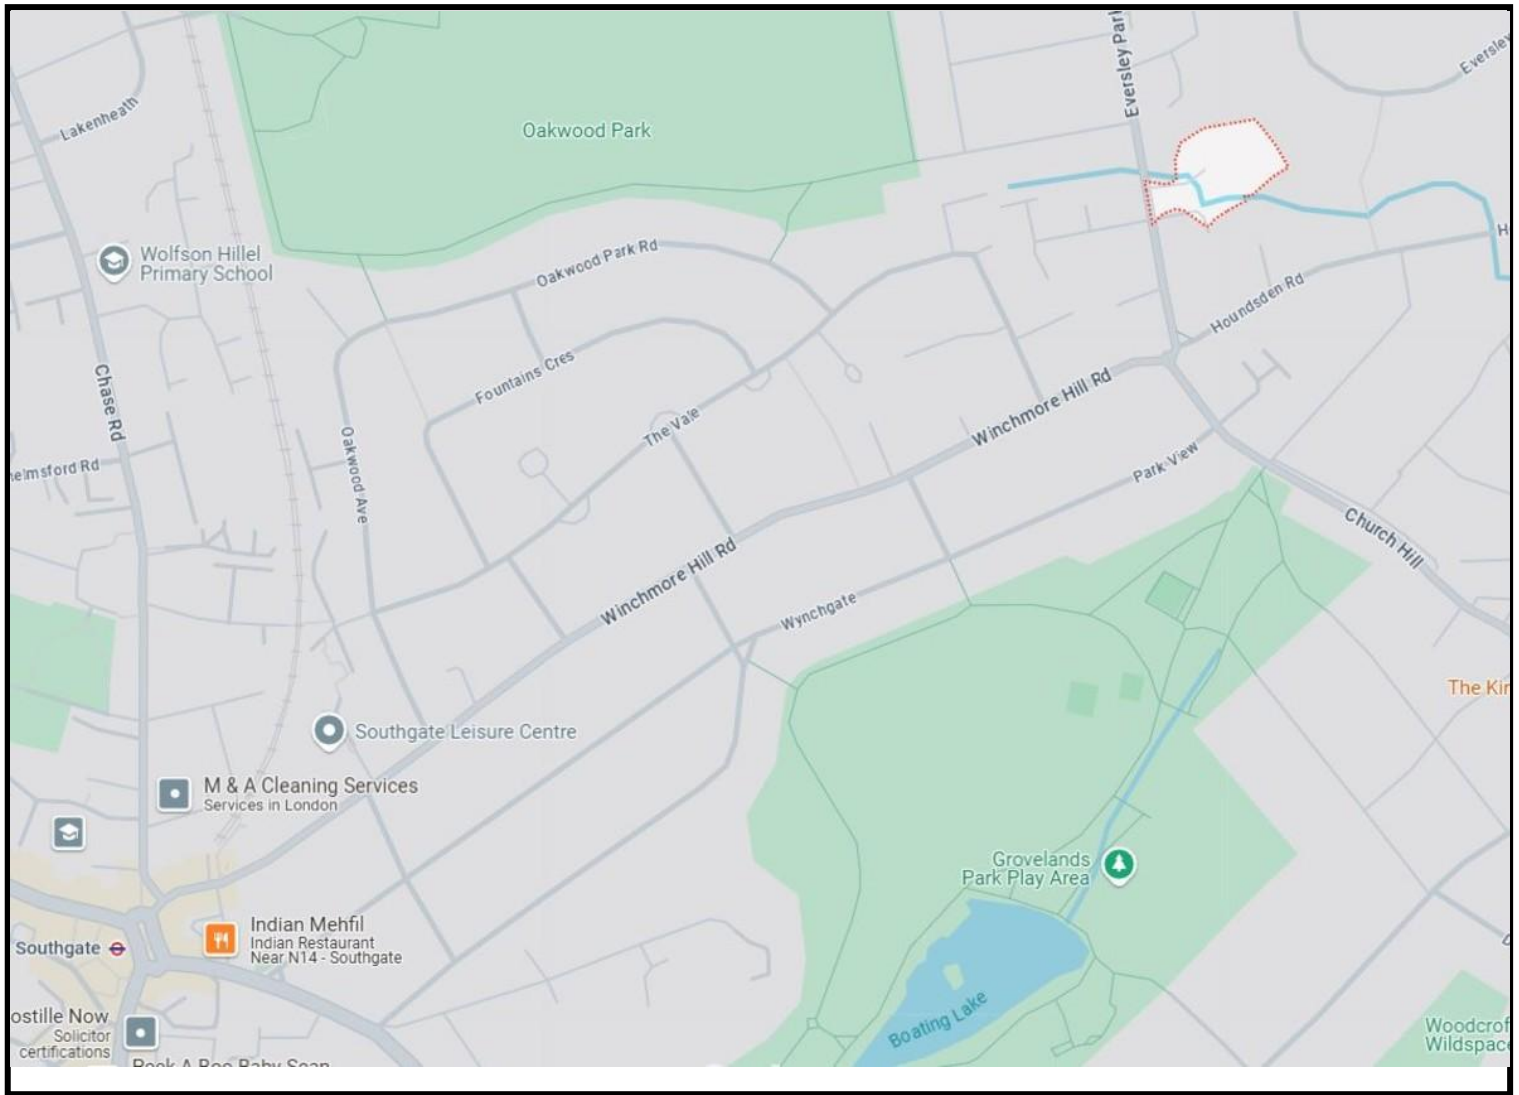 Eversley Par
Eversley
Lakenheath
Oakwood Park
Wolfson Hillel
Primary School
Oakwood Park Rd
Houndsden Rd
Chase Rd
Fountains Cres
The Vale
Winchmore Hill Rd
Oakwood Ave
elmsford Rd
Park View
Church Hill
Winchmore Hill Rd
Wynchgate
The Kin
Southgate Leisure Centre
M & A Cleaning Services
Services in London
Grovelands
Park Play Area
Indian Mehfil
Indian Restaurant
Near N14 - Southgate
Southgate
Boating Lake
ostille Now
Solicitor
certifications
Woodcrof
Wildspac